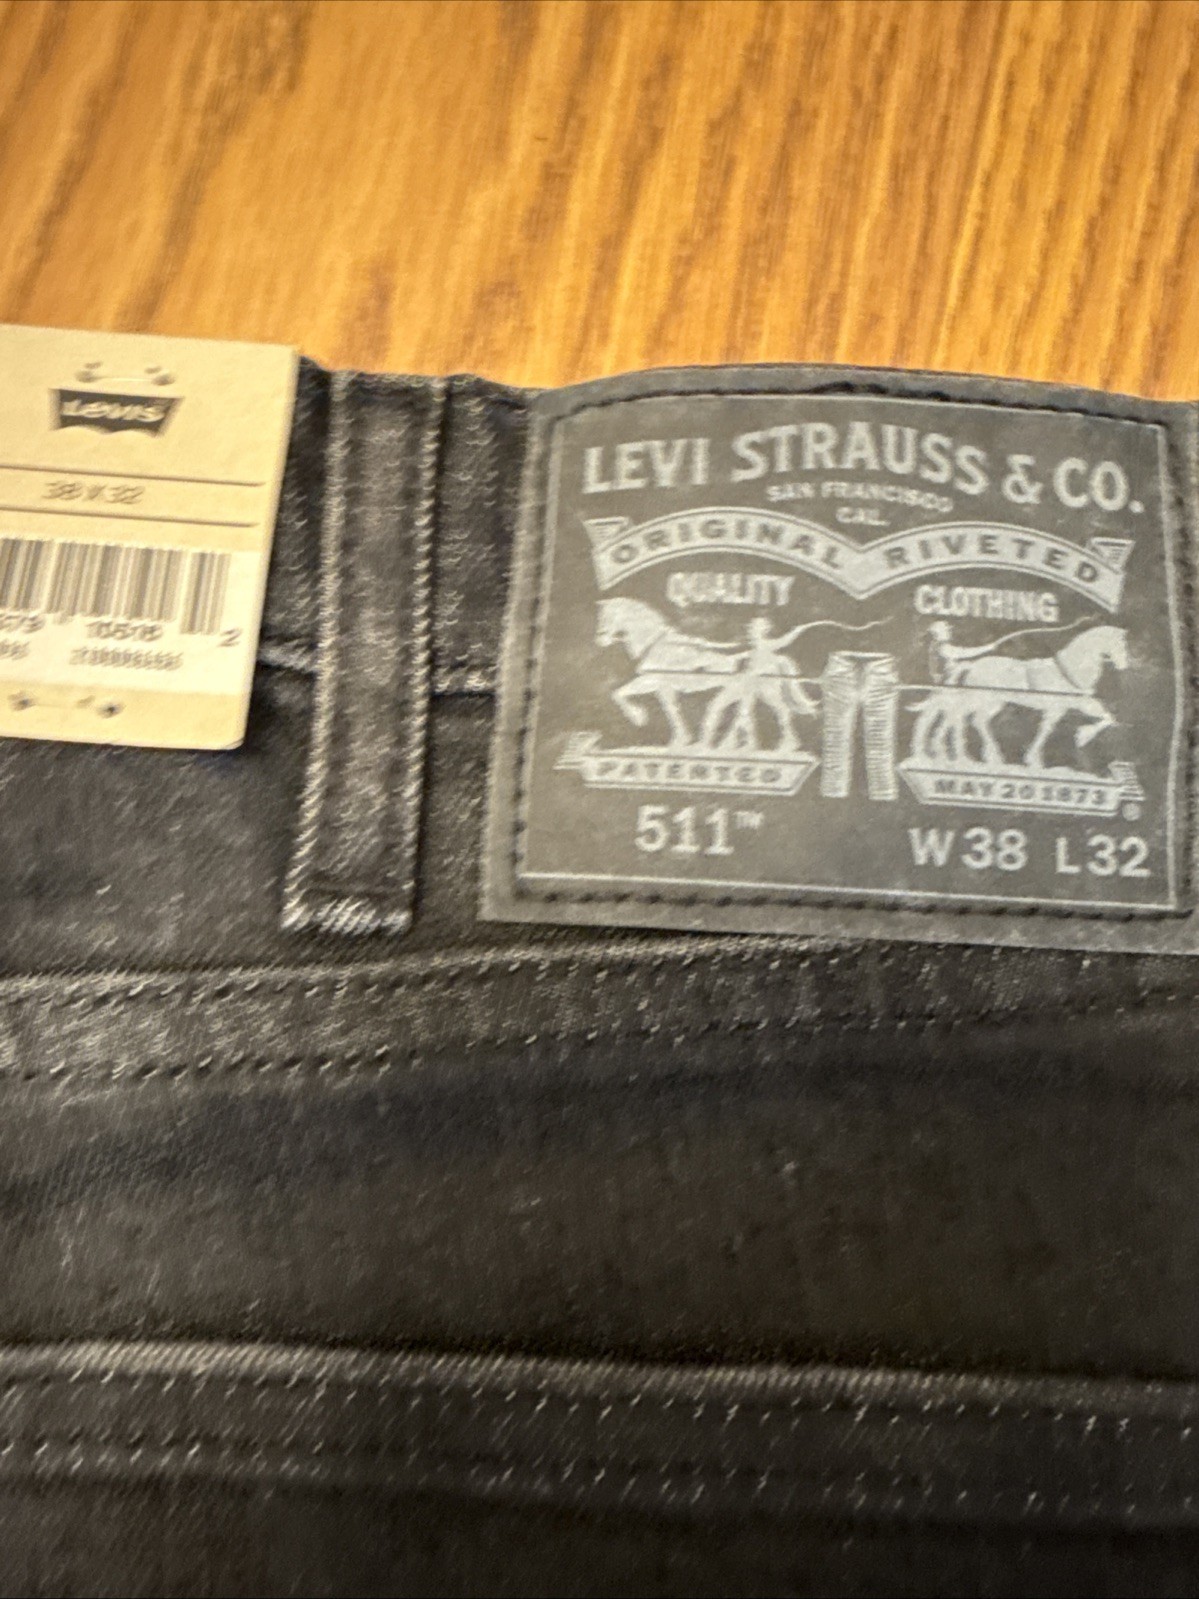 Levi's
38 X 32
2
LEVI STRAUSS & CO.
SAN FRANCISCO
CAL.
ORIGINAL RIVETED
QUALITY CLOTHING
PATENTED MAY 20 1873 ®
511™ W38 L32